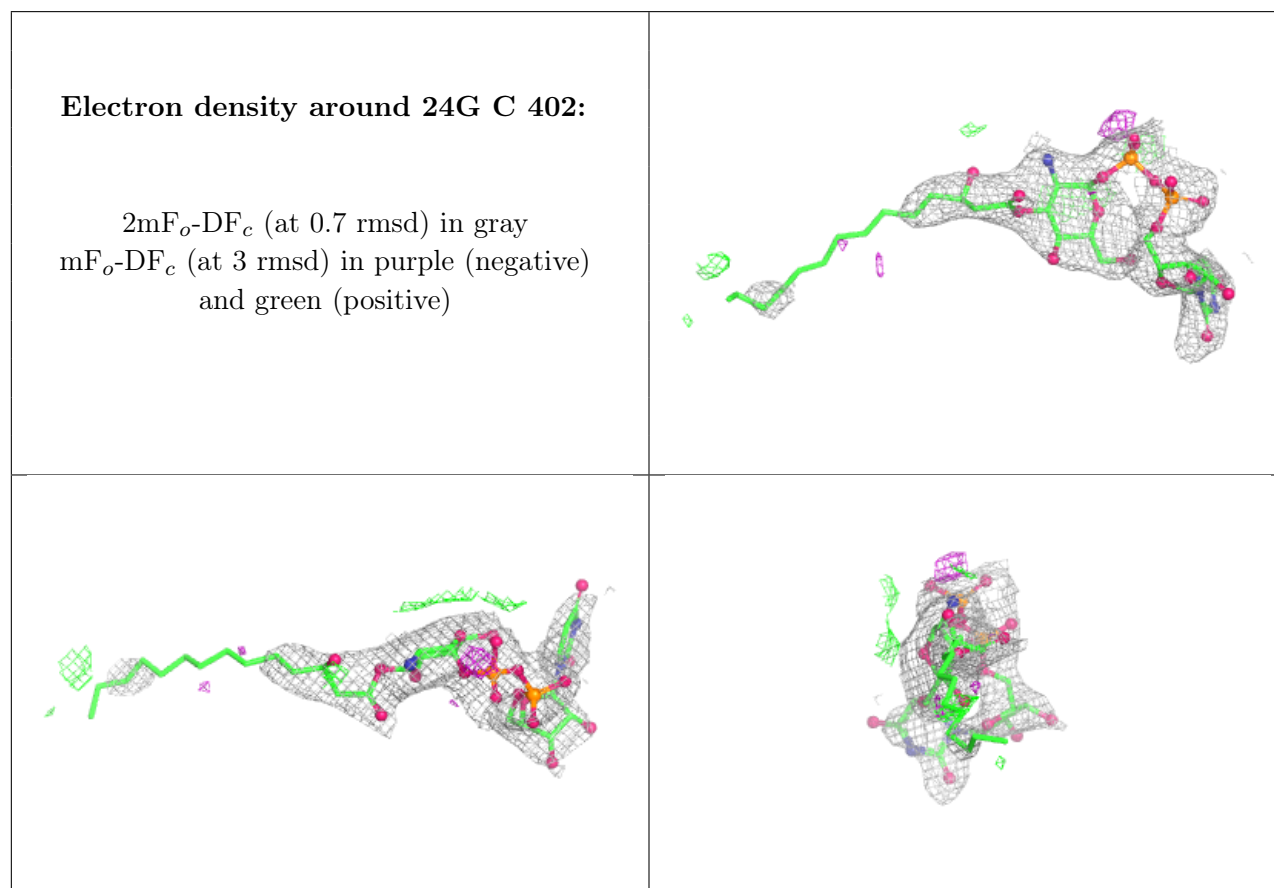 Electron density around 24G C 402:
2mFo-DFc (at 0.7 rmsd) in gray
mFo-DFc (at 3 rmsd) in purple (negative)
and green (positive)